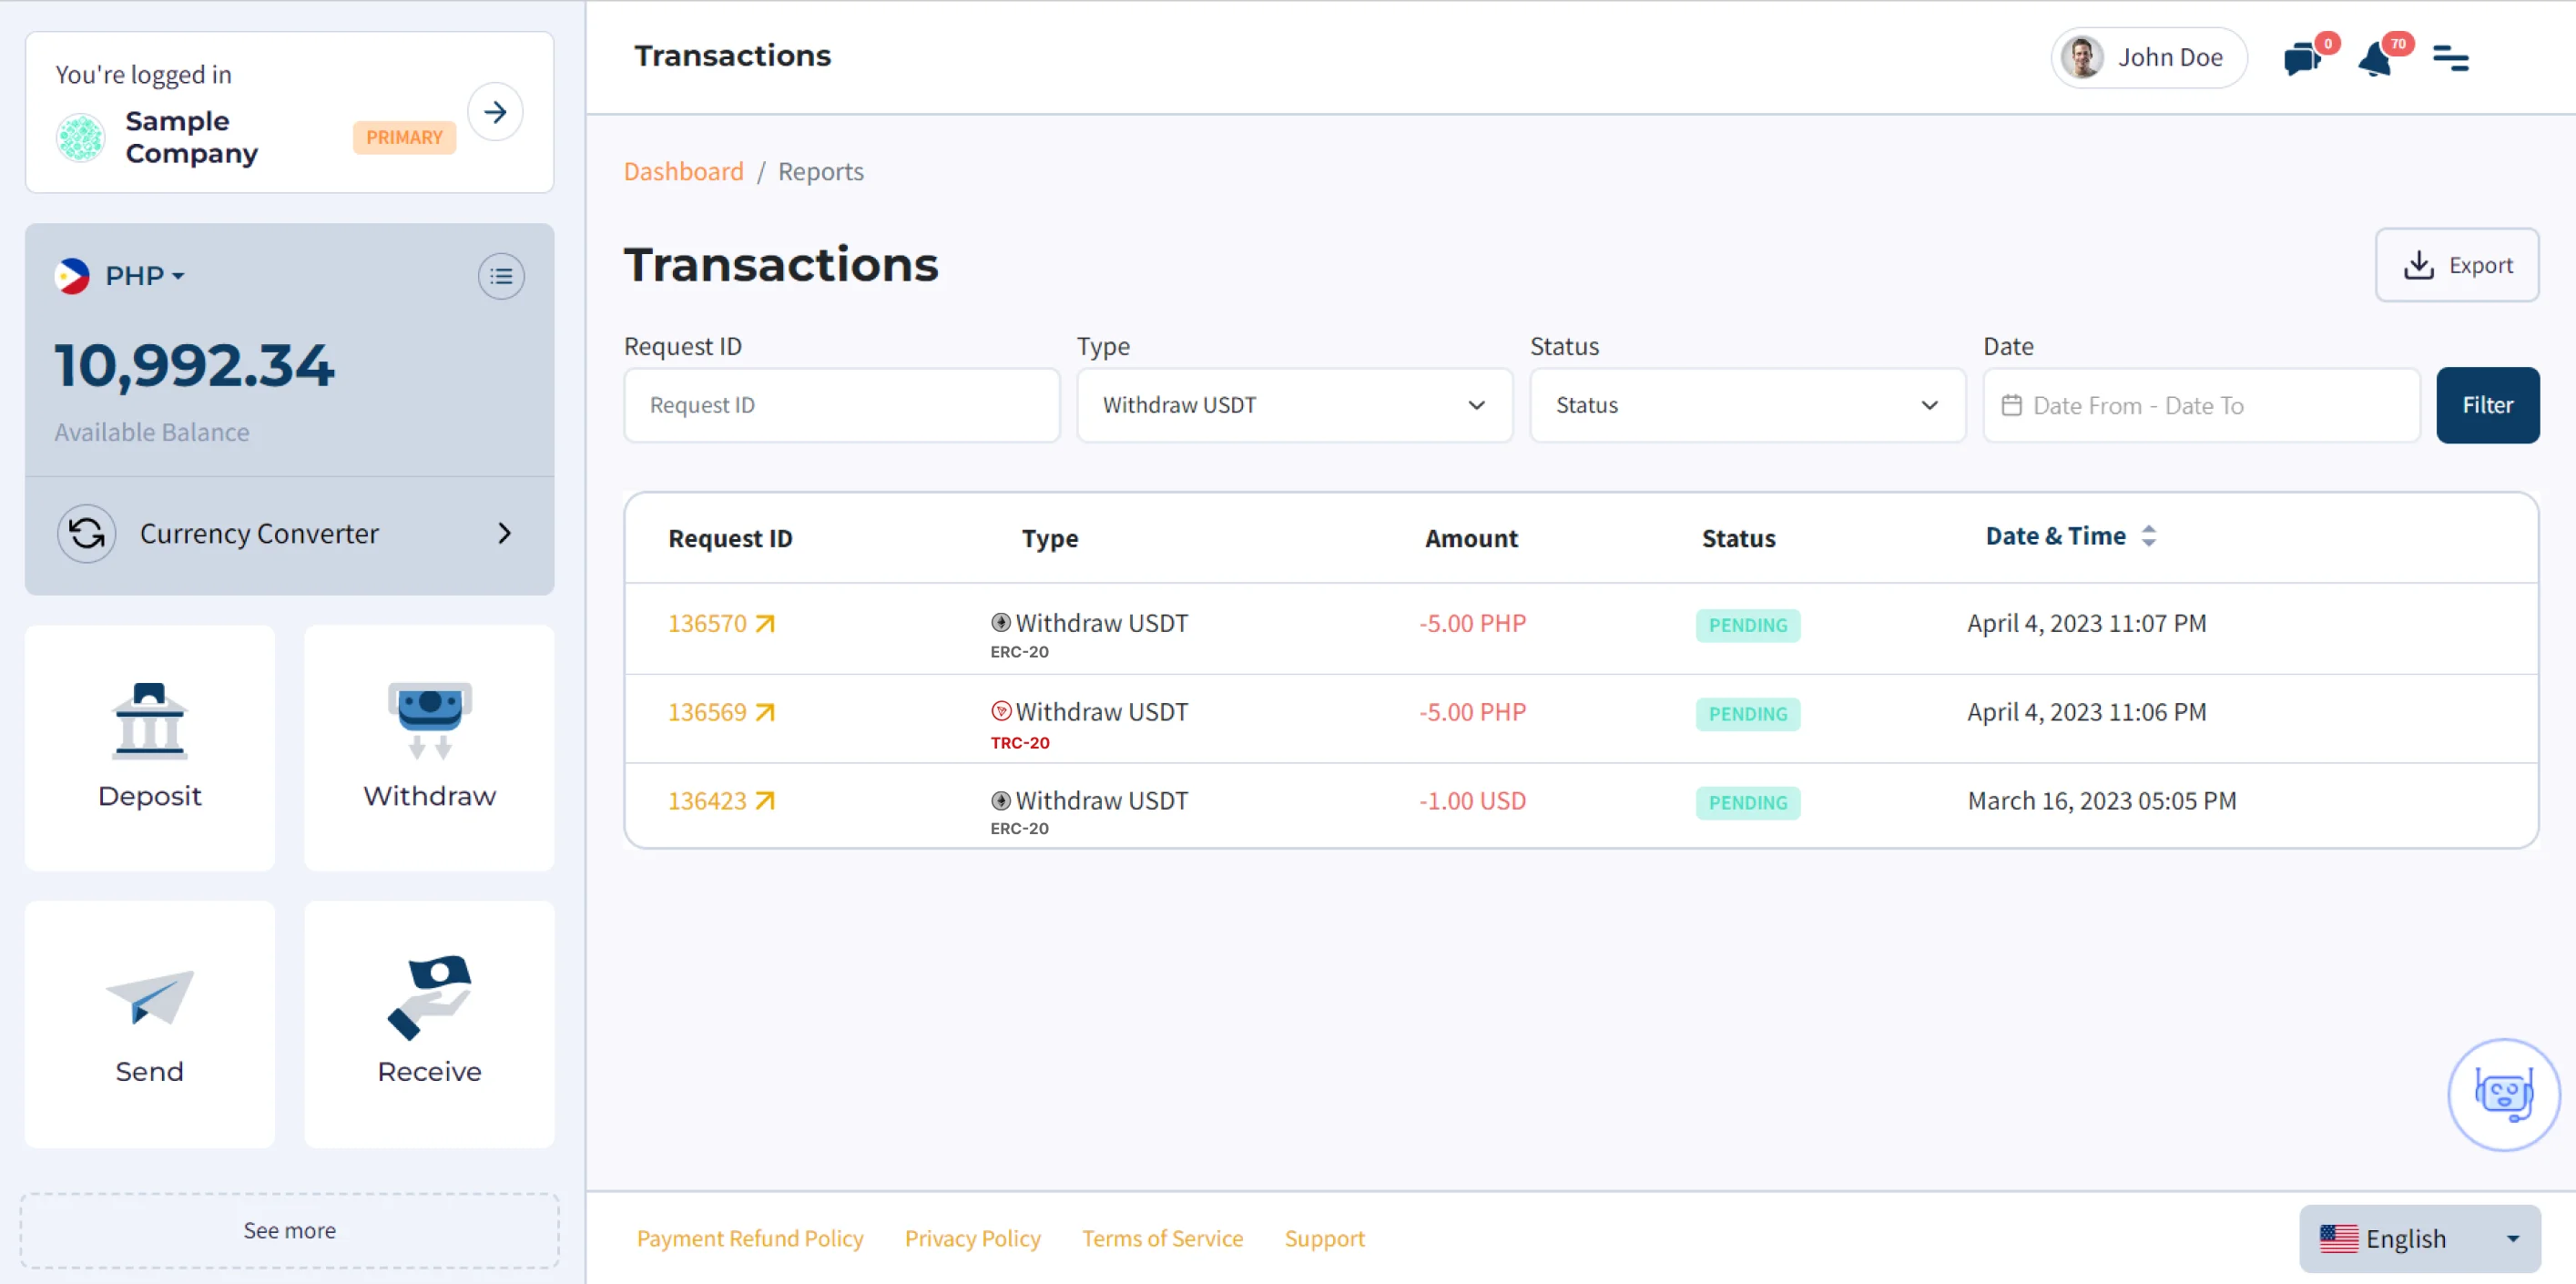 You're logged in
Sample
Company
PRIMARY
PHP
10,992.34
Available Balance
Currency Converter
Deposit
Withdraw
Send
Receive
See more
Transactions
John Doe
0
70
Dashboard / Reports
Transactions
Export
Request ID
Type
Status
Date
Request ID
Withdraw USDT
Status
Date From - Date To
Filter
Request ID Type Amount Status Date & Time
136570 Withdraw USDT -5.00 PHP PENDING April 4, 2023 11:07 PM
ERC-20
136569 Withdraw USDT -5.00 PHP PENDING April 4, 2023 11:06 PM
TRC-20
136423 Withdraw USDT -1.00 USD PENDING March 16, 2023 05:05 PM
ERC-20
Payment Refund Policy Privacy Policy Terms of Service Support
English